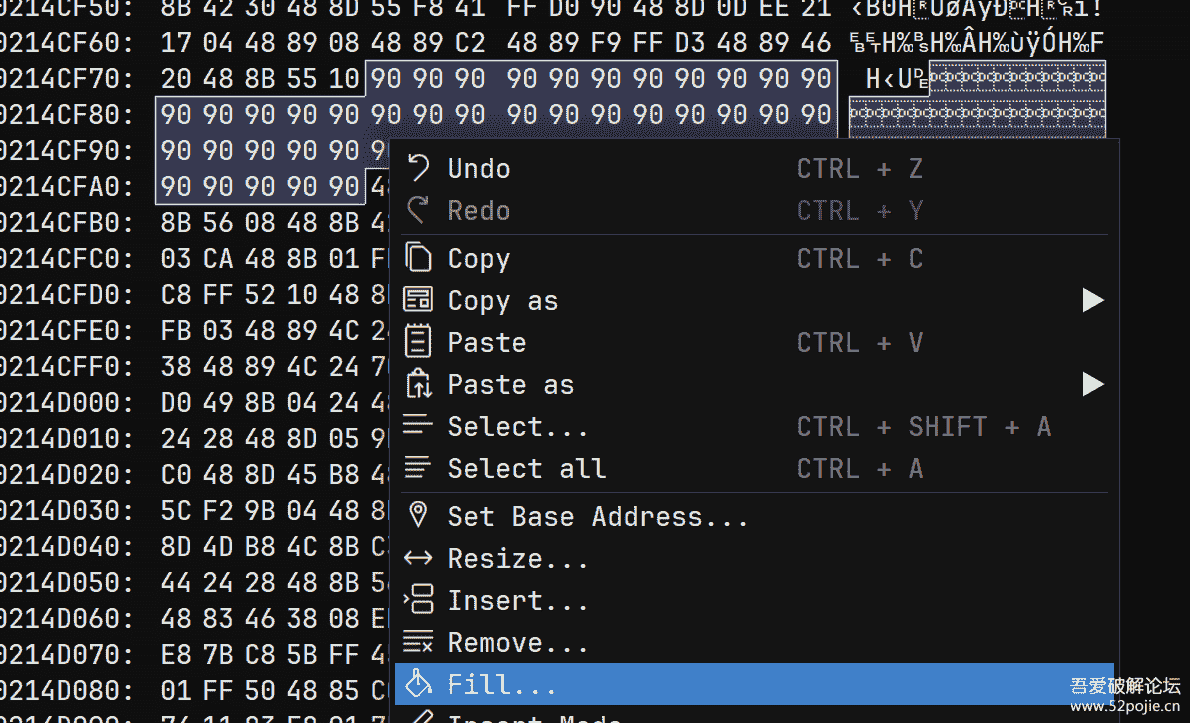 0214CF50: 8B 42 30 48 8D 55 F8 41 FF D0 90 48 8D 0D EE 21
0214CF60: 17 04 48 89 08 48 89 C2 48 89 F9 FF D3 48 89 46
0214CF70: 20 48 8B 55 10 90 90 90 90 90 90 90 90 90 90 90
0214CF80: 90 90 90 90 90 90 90 90 90 90 90 90 90 90 90 90
0214CF90: 90 90 90 90 90
0214CFA0: 90 90 90 90 90
0214CFB0: 8B 56 08 48 8B
0214CFC0: 03 CA 48 8B 01
0214CFD0: C8 FF 52 10 48
0214CFE0: FB 03 48 89 4C
0214CFF0: 38 48 89 4C 24
0214D000: D0 49 8B 04 24
0214D010: 24 28 48 8D 05
0214D020: C0 48 8D 45 B8
0214D030: 5C F2 9B 04 48
0214D040: 8D 4D B8 4C 8B
0214D050: 44 24 28 48 8B
0214D060: 48 83 46 38 08
0214D070: E8 7B C8 5B FF
0214D080: 01 FF 50 48 85
Undo CTRL + Z
Redo CTRL + Y
Copy CTRL + C
Copy as
Paste CTRL + V
Paste as
Select... CTRL + SHIFT + A
Select all CTRL + A
Set Base Address...
Resize...
Insert...
Remove...
Fill...
Insert Mode
吾爱破解论坛
www.52pojie.cn